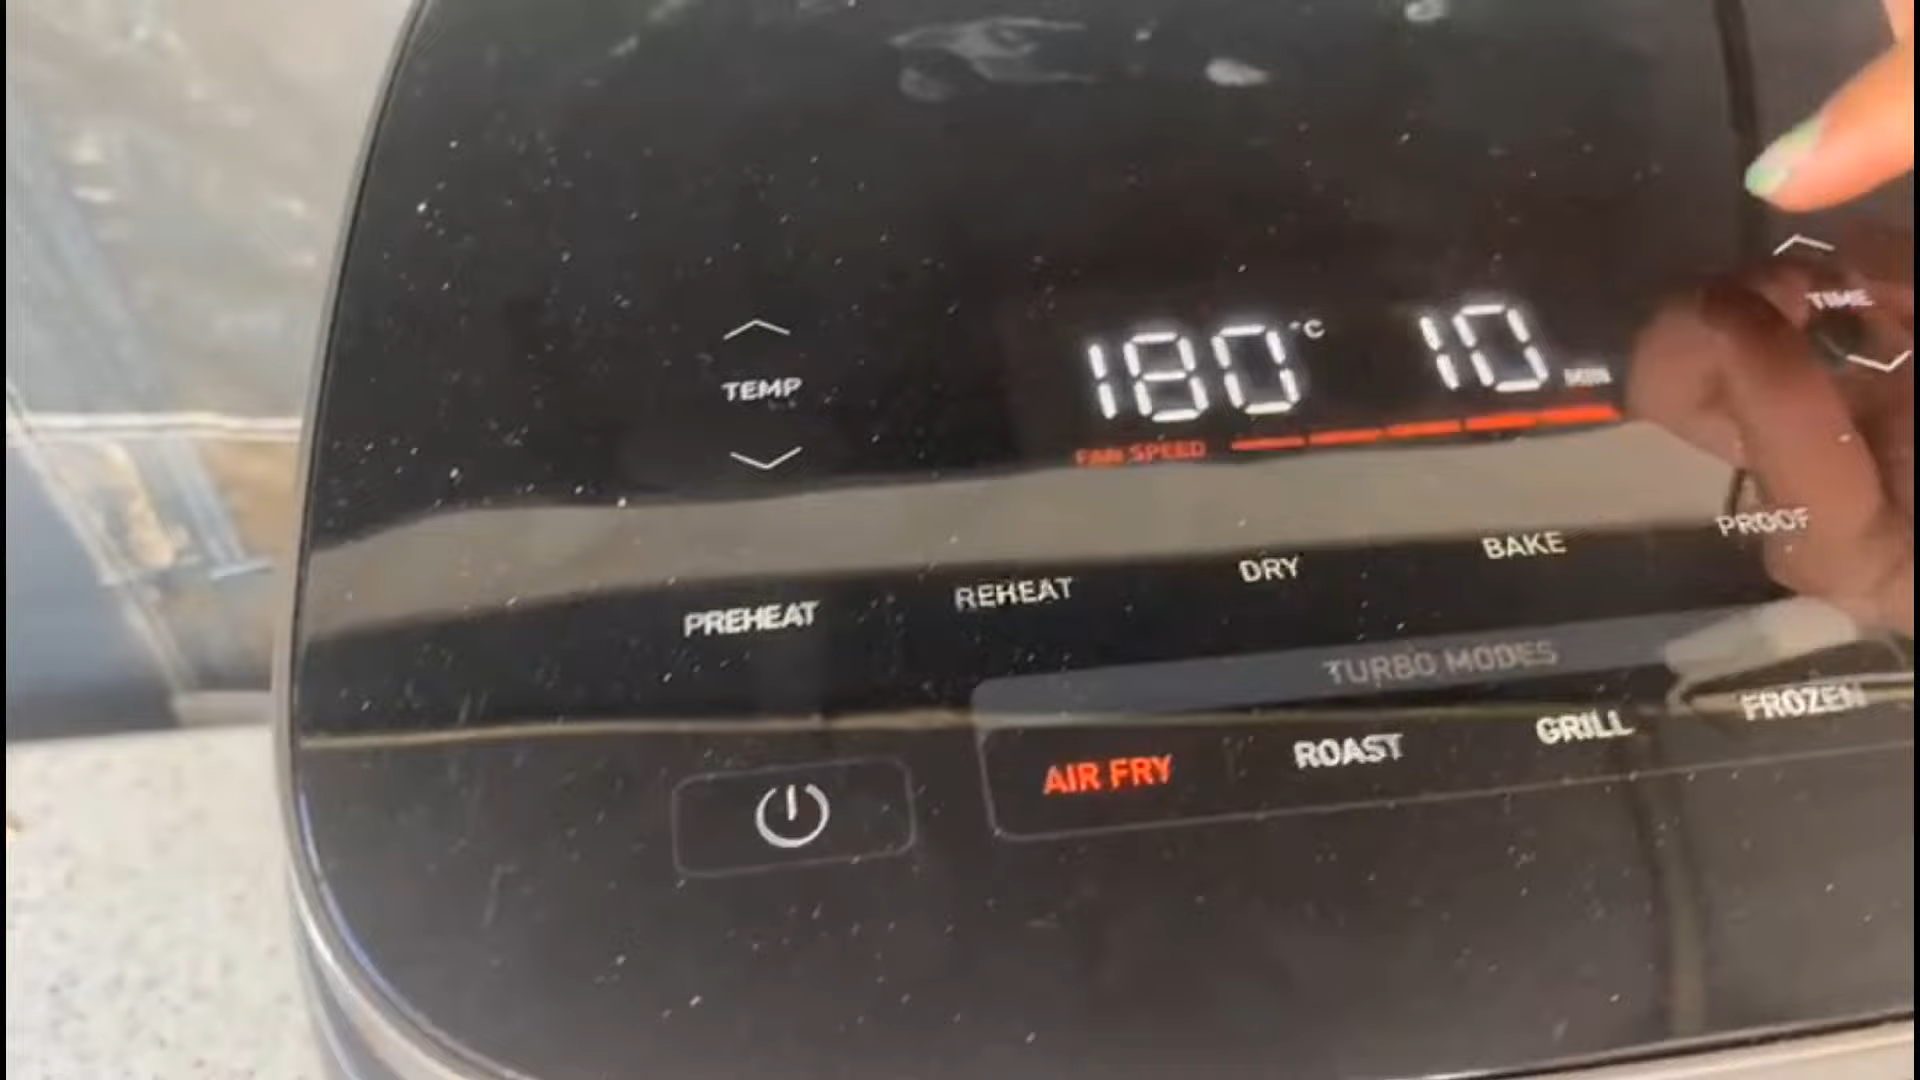 TEMP
180°C 10 MIN
TIME
FAN SPEED
PREHEAT REHEAT DRY BAKE PROOF
TURBO MODES
AIR FRY ROAST GRILL FROZEN